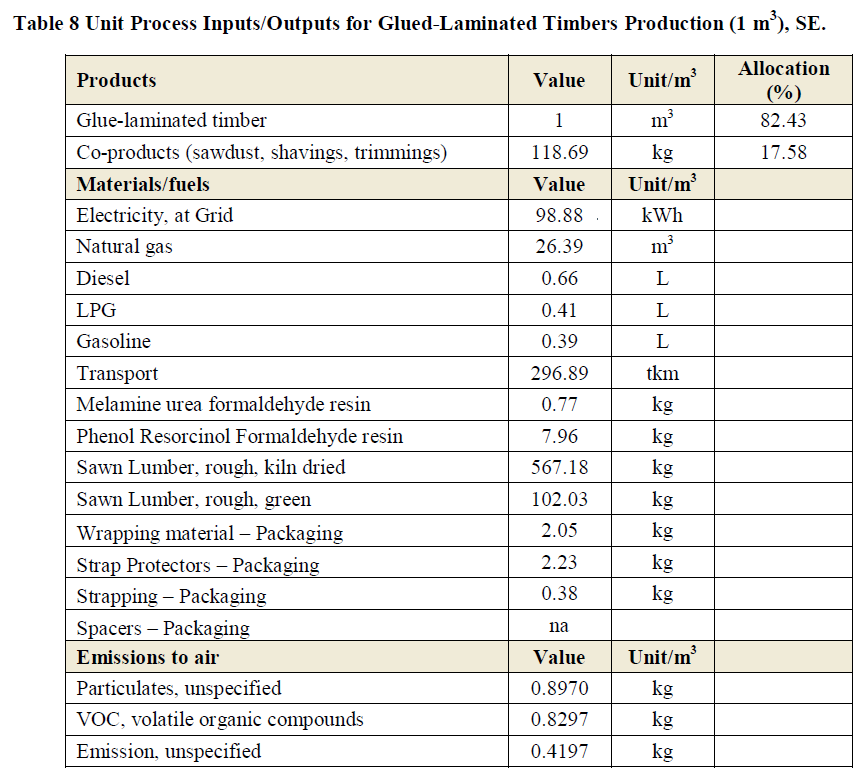 Table 8 Unit Process Inputs/Outputs for Glued-Laminated Timbers Production (1 m³), SE.
Products Value Unit/m³ Allocation (%)
Glue-laminated timber 1 m³ 82.43
Co-products (sawdust, shavings, trimmings) 118.69 kg 17.58
Materials/fuels Value Unit/m³
Electricity, at Grid 98.88 kWh
Natural gas 26.39 m³
Diesel 0.66 L
LPG 0.41 L
Gasoline 0.39 L
Transport 296.89 tkm
Melamine urea formaldehyde resin 0.77 kg
Phenol Resorcinol Formaldehyde resin 7.96 kg
Sawn Lumber, rough, kiln dried 567.18 kg
Sawn Lumber, rough, green 102.03 kg
Wrapping material – Packaging 2.05 kg
Strap Protectors – Packaging 2.23 kg
Strapping – Packaging 0.38 kg
Spacers – Packaging na
Emissions to air Value Unit/m³
Particulates, unspecified 0.8970 kg
VOC, volatile organic compounds 0.8297 kg
Emission, unspecified 0.4197 kg